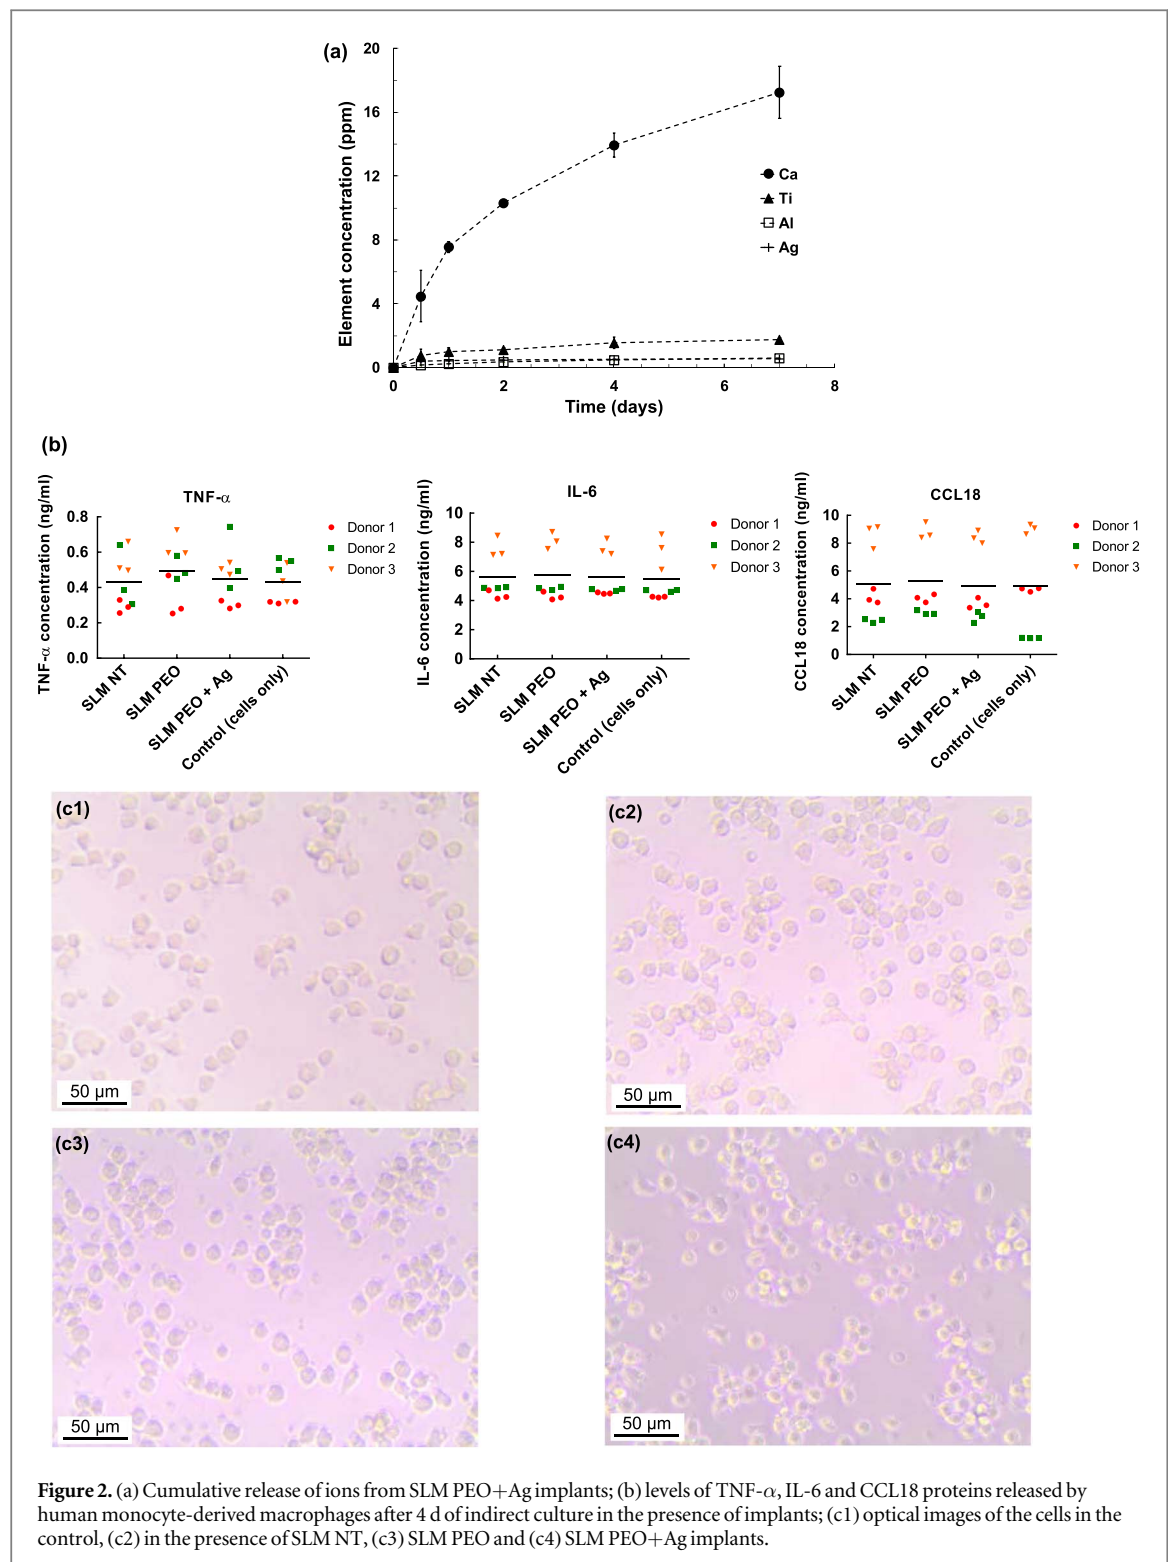 (a)
20
16
12
8
4
0
Element concentration (ppm)
Ca
Ti
Al
Ag
0 2 4 6 8
Time (days)
(b)
TNF-α
TNF-α concentration (ng/ml)
0.8
0.6
0.4
0.2
0.0
Donor 1
Donor 2
Donor 3
SLM NT
SLM PEO
SLM PEO + Ag
Control (cells only)
IL-6
IL-6 concentration (ng/ml)
10
8
6
4
2
0
Donor 1
Donor 2
Donor 3
SLM NT
SLM PEO
SLM PEO + Ag
Control (cells only)
CCL18
CCL18 concentration (ng/ml)
10
8
6
4
2
0
Donor 1
Donor 2
Donor 3
SLM NT
SLM PEO
SLM PEO + Ag
Control (cells only)
(c1)
50 µm
(c2)
50 µm
(c3)
50 µm
(c4)
50 µm
Figure 2. (a) Cumulative release of ions from SLM PEO+Ag implants; (b) levels of TNF-α, IL-6 and CCL18 proteins released by
human monocyte-derived macrophages after 4 d of indirect culture in the presence of implants; (c1) optical images of the cells in the
control, (c2) in the presence of SLM NT, (c3) SLM PEO and (c4) SLM PEO+Ag implants.